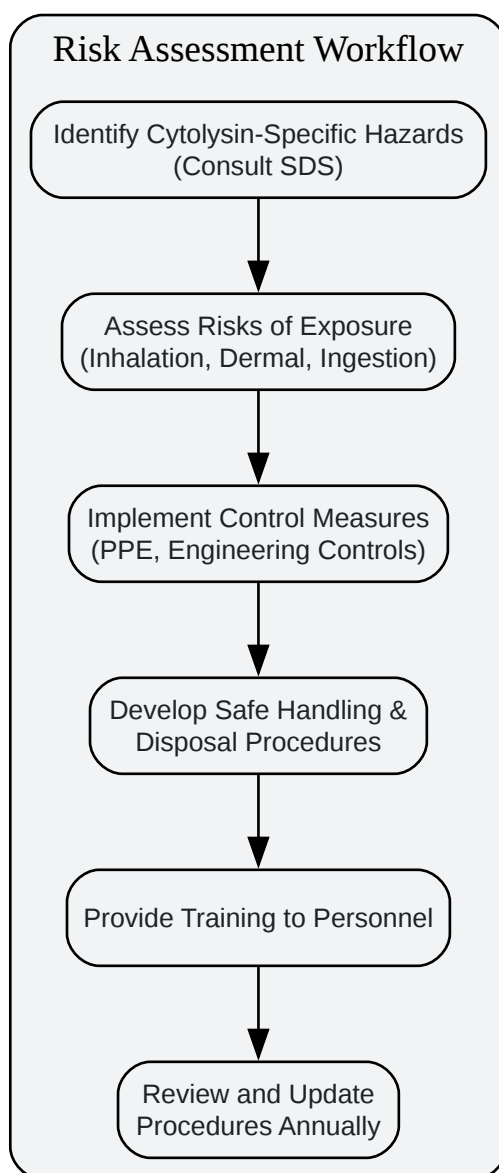 Risk Assessment Workflow
Identify Cytolysin-Specific Hazards
(Consult SDS)
Assess Risks of Exposure
(Inhalation, Dermal, Ingestion)
Implement Control Measures
(PPE, Engineering Controls)
Develop Safe Handling &
Disposal Procedures
Provide Training to Personnel
Review and Update
Procedures Annually